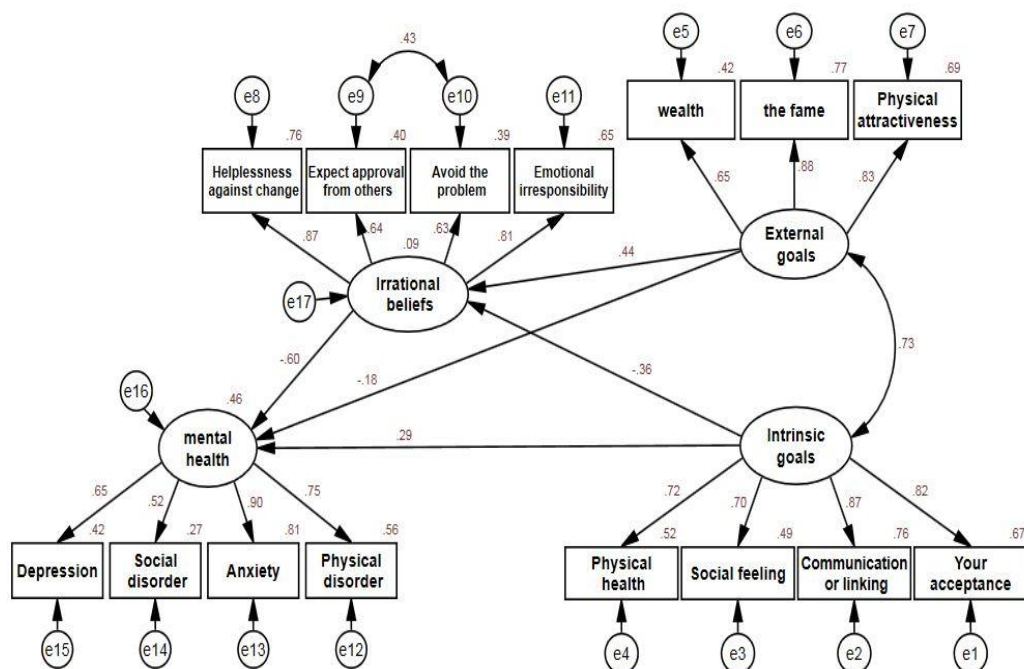 .43
e5
e6
e7
e8
e9
e10
e11
.42
.77
.69
wealth
the fame
Physical
attractiveness
.76
.40
.39
.65
Helplessness
against change
Expect approval
from others
Avoid the
problem
Emotional
irresponsibility
.65
.88
.83
.87
.64
.63
.81
.09
External
goals
Irrational
beliefs
.44
e17
-.60
-.18
-.36
.73
e16
.46
mental
health
.29
Intrinsic
goals
.65
.52
.90
.75
.72
.70
.87
.82
.42
.27
.81
.56
.52
.49
.76
.67
Depression
Social
disorder
Anxiety
Physical
disorder
Physical
health
Social feeling
Communication
or linking
Your
acceptance
e15
e14
e13
e12
e4
e3
e2
e1